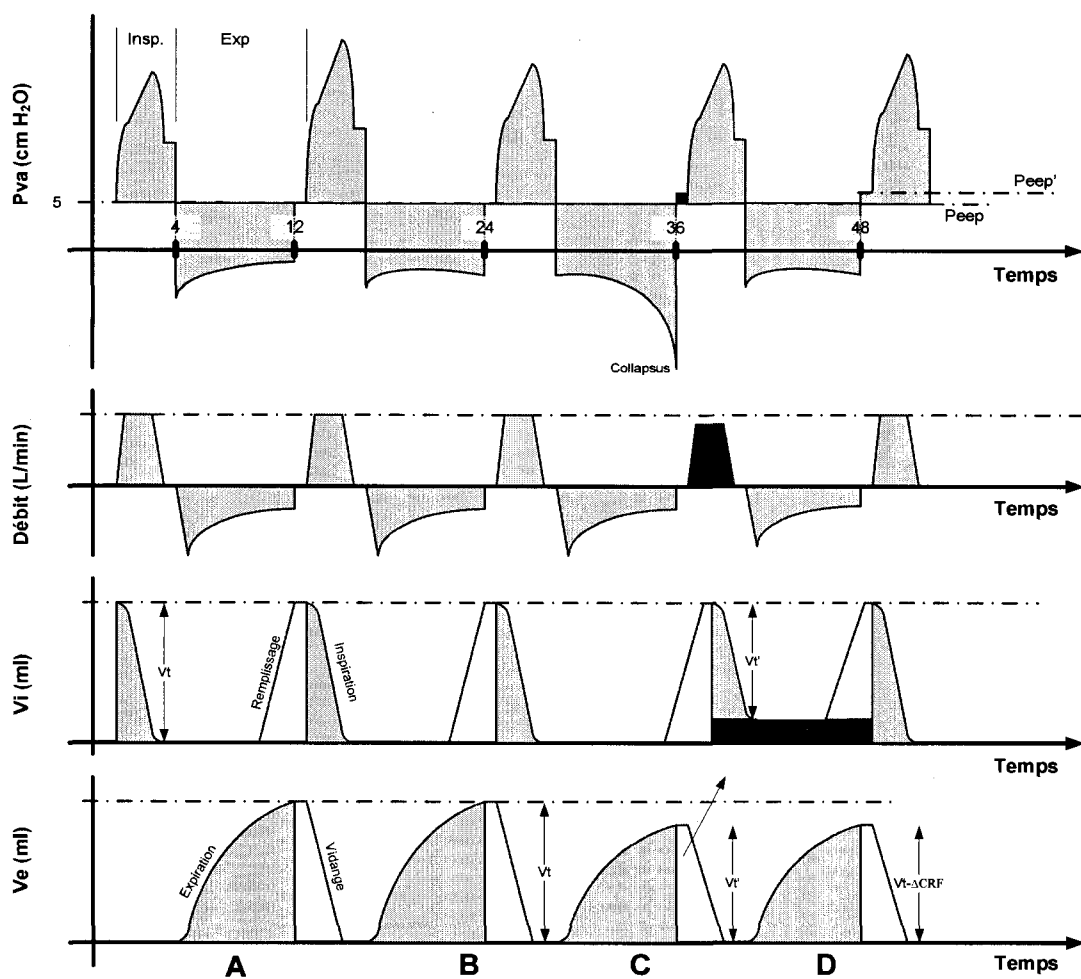 Insp.
Exp
Pva (cm H₂O)
5
Peep'
Peep
4
12
24
36
48
Temps
Collapsus
Débit (L/min)
Temps
Vi (ml)
Vt
Remplissage
Inspiration
Vt'
Temps
Ve (ml)
Expiration
Vidange
Vt
Vt'
Vt-ΔCRF
A
B
C
D
Temps